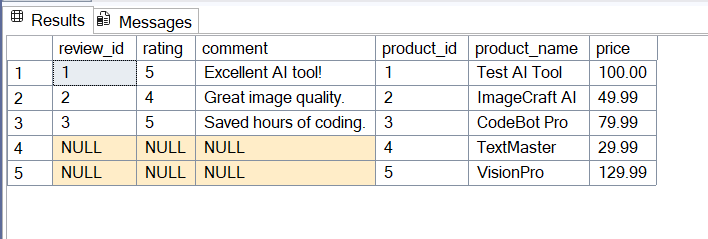 Results Messages
review_id rating comment product_id product_name price
1 1 5 Excellent AI tool! 1 Test AI Tool 100.00
2 2 4 Great image quality. 2 ImageCraft AI 49.99
3 3 5 Saved hours of coding. 3 CodeBot Pro 79.99
4 NULL NULL NULL 4 TextMaster 29.99
5 NULL NULL NULL 5 VisionPro 129.99